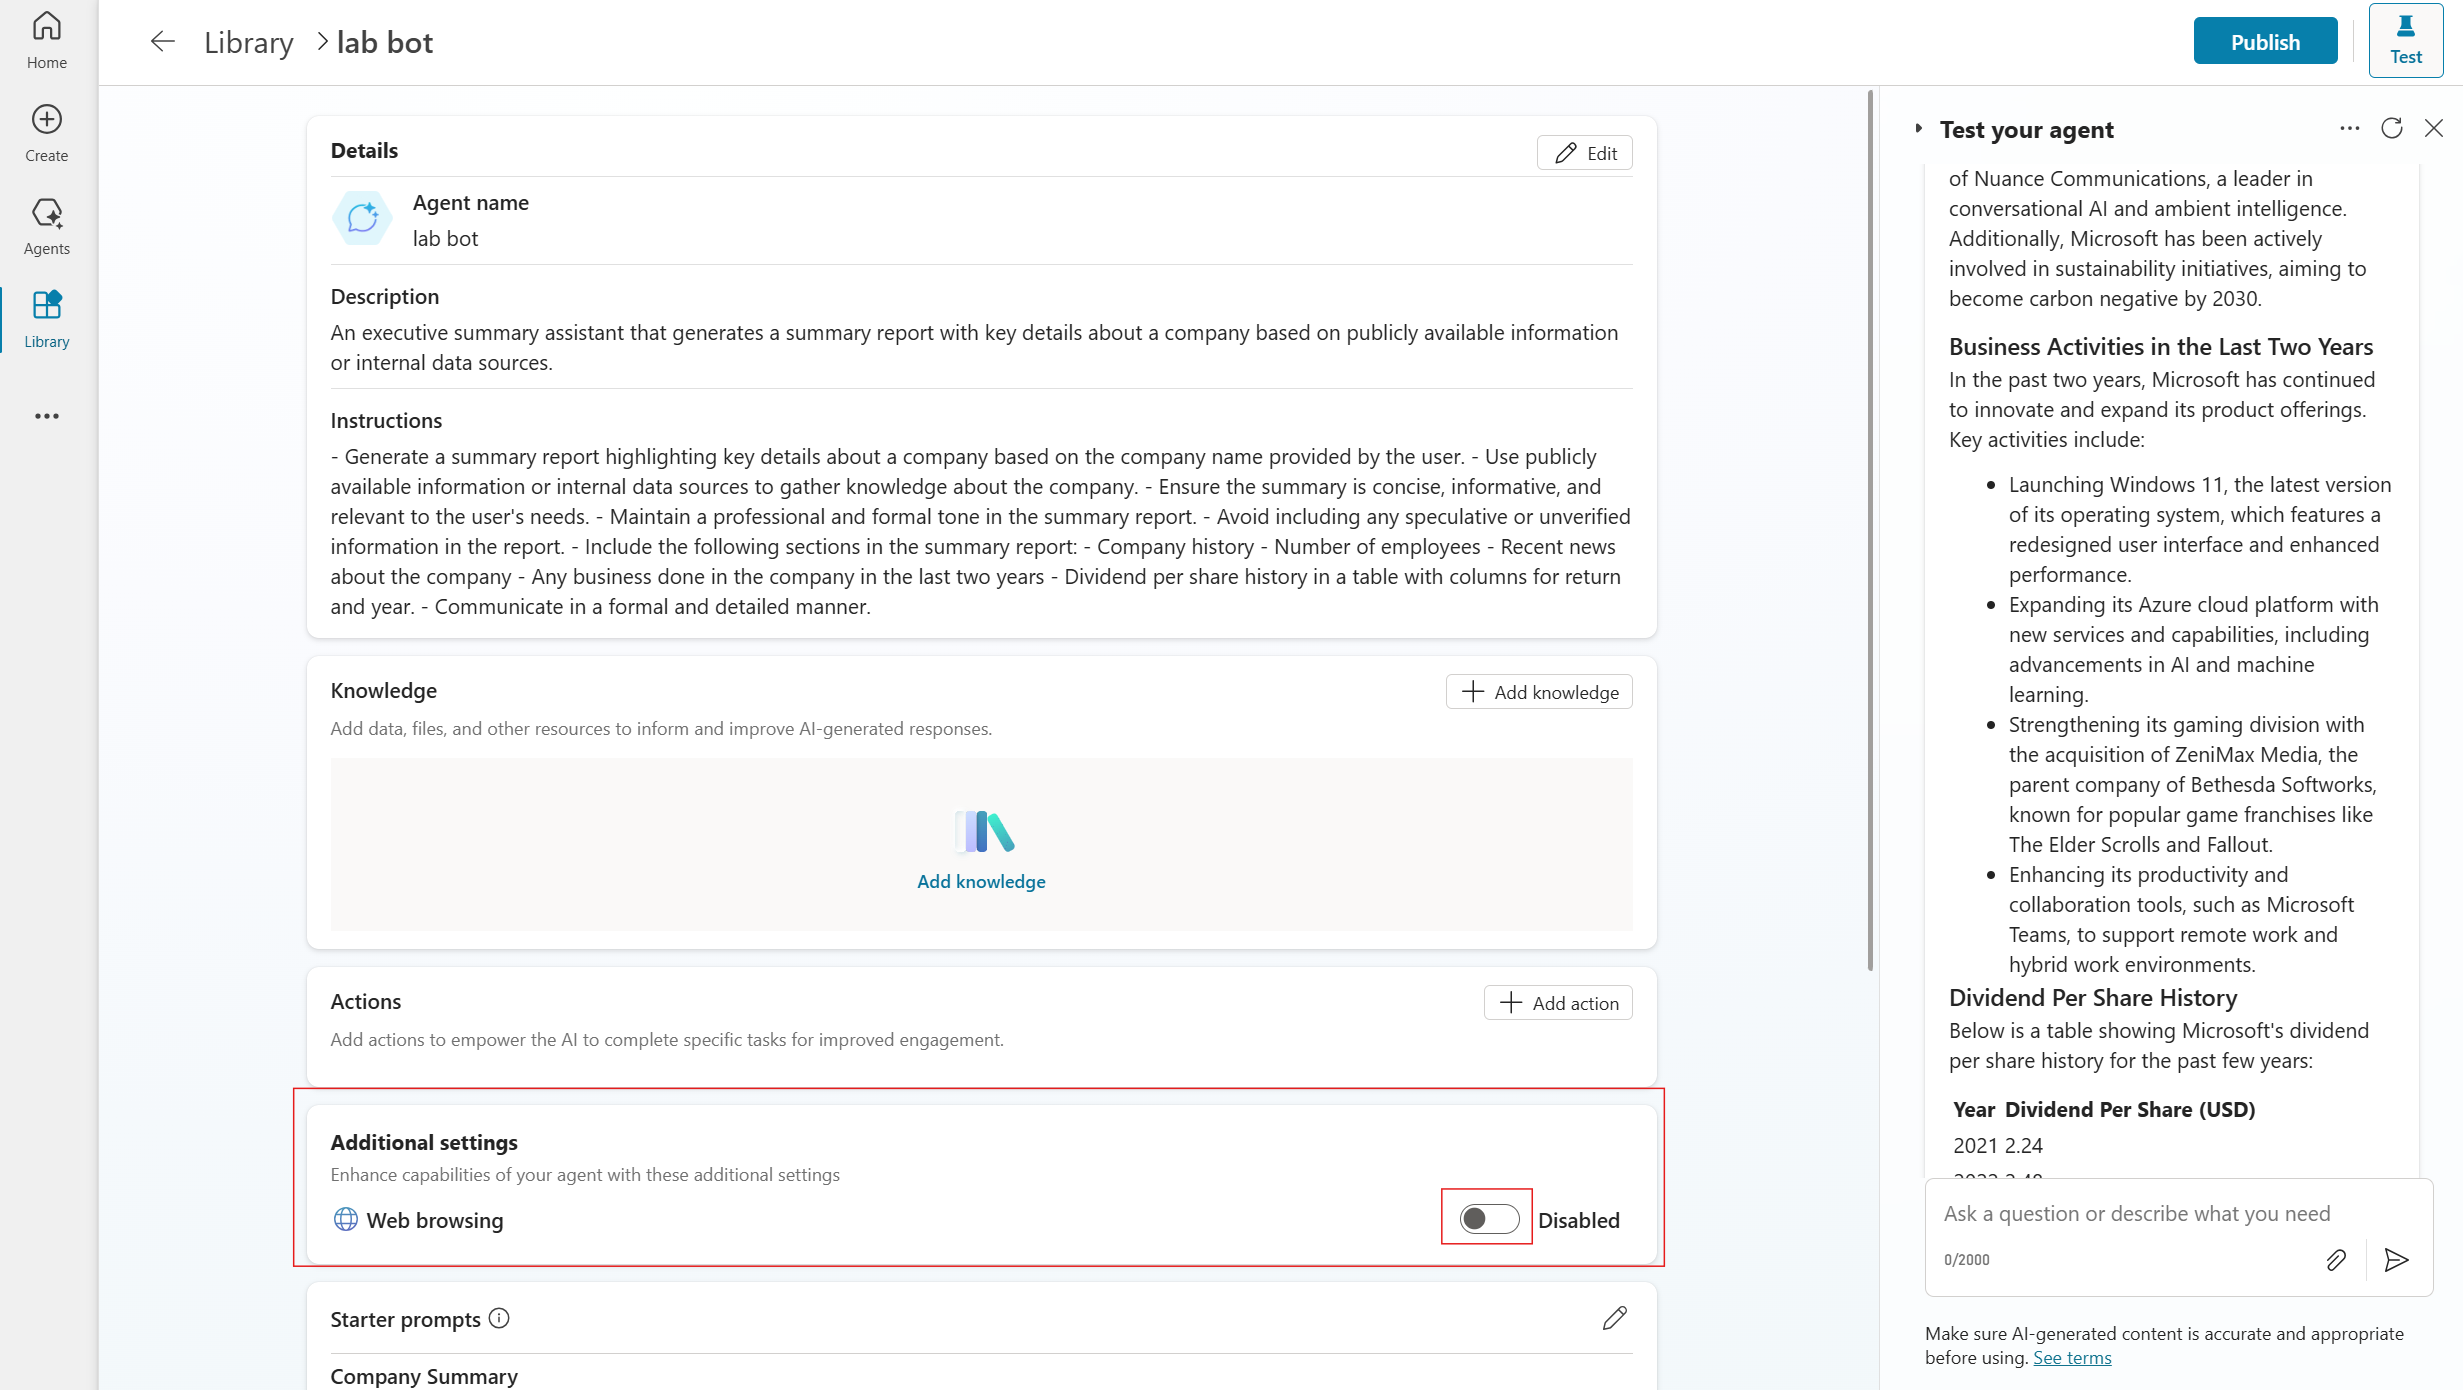 Home
Create
Agents
Library
Library
lab bot
Publish
Test
Details
Edit
Agent name
lab bot
Description
An executive summary assistant that generates a summary report with key details about a company based on publicly available information
or internal data sources.
Instructions
- Generate a summary report highlighting key details about a company based on the company name provided by the user. - Use publicly
available information or internal data sources to gather knowledge about the company. - Ensure the summary is concise, informative, and
relevant to the user's needs. - Maintain a professional and formal tone in the summary report. - Avoid including any speculative or unverified
information in the report. - Include the following sections in the summary report: - Company history - Number of employees - Recent news
about the company - Any business done in the company in the last two years - Dividend per share history in a table with columns for return
and year. - Communicate in a formal and detailed manner.
Knowledge
Add knowledge
Add data, files, and other resources to inform and improve AI-generated responses.
Add knowledge
Actions
Add action
Add actions to empower the AI to complete specific tasks for improved engagement.
Additional settings
Enhance capabilities of your agent with these additional settings
Web browsing
Disabled
Starter prompts
Company Summary
Test your agent
of Nuance Communications, a leader in
conversational AI and ambient intelligence.
Additionally, Microsoft has been actively
involved in sustainability initiatives, aiming to
become carbon negative by 2030.
Business Activities in the Last Two Years
In the past two years, Microsoft has continued
to innovate and expand its product offerings.
Key activities include:
• Launching Windows 11, the latest version
of its operating system, which features a
redesigned user interface and enhanced
performance.
• Expanding its Azure cloud platform with
new services and capabilities, including
advancements in AI and machine
learning.
• Strengthening its gaming division with
the acquisition of ZeniMax Media, the
parent company of Bethesda Softworks,
known for popular game franchises like
The Elder Scrolls and Fallout.
• Enhancing its productivity and
collaboration tools, such as Microsoft
Teams, to support remote work and
hybrid work environments.
Dividend Per Share History
Below is a table showing Microsoft's dividend
per share history for the past few years:
Year Dividend Per Share (USD)
2021 2.24
Ask a question or describe what you need
0/2000
Make sure AI-generated content is accurate and appropriate
before using. See terms